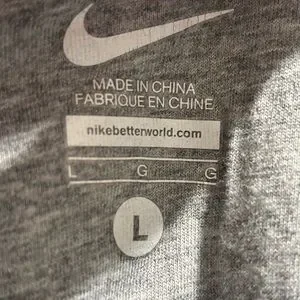 MADE IN CHINA
FABRIQUE EN CHINE
nikebetterworld.com
L G G
L